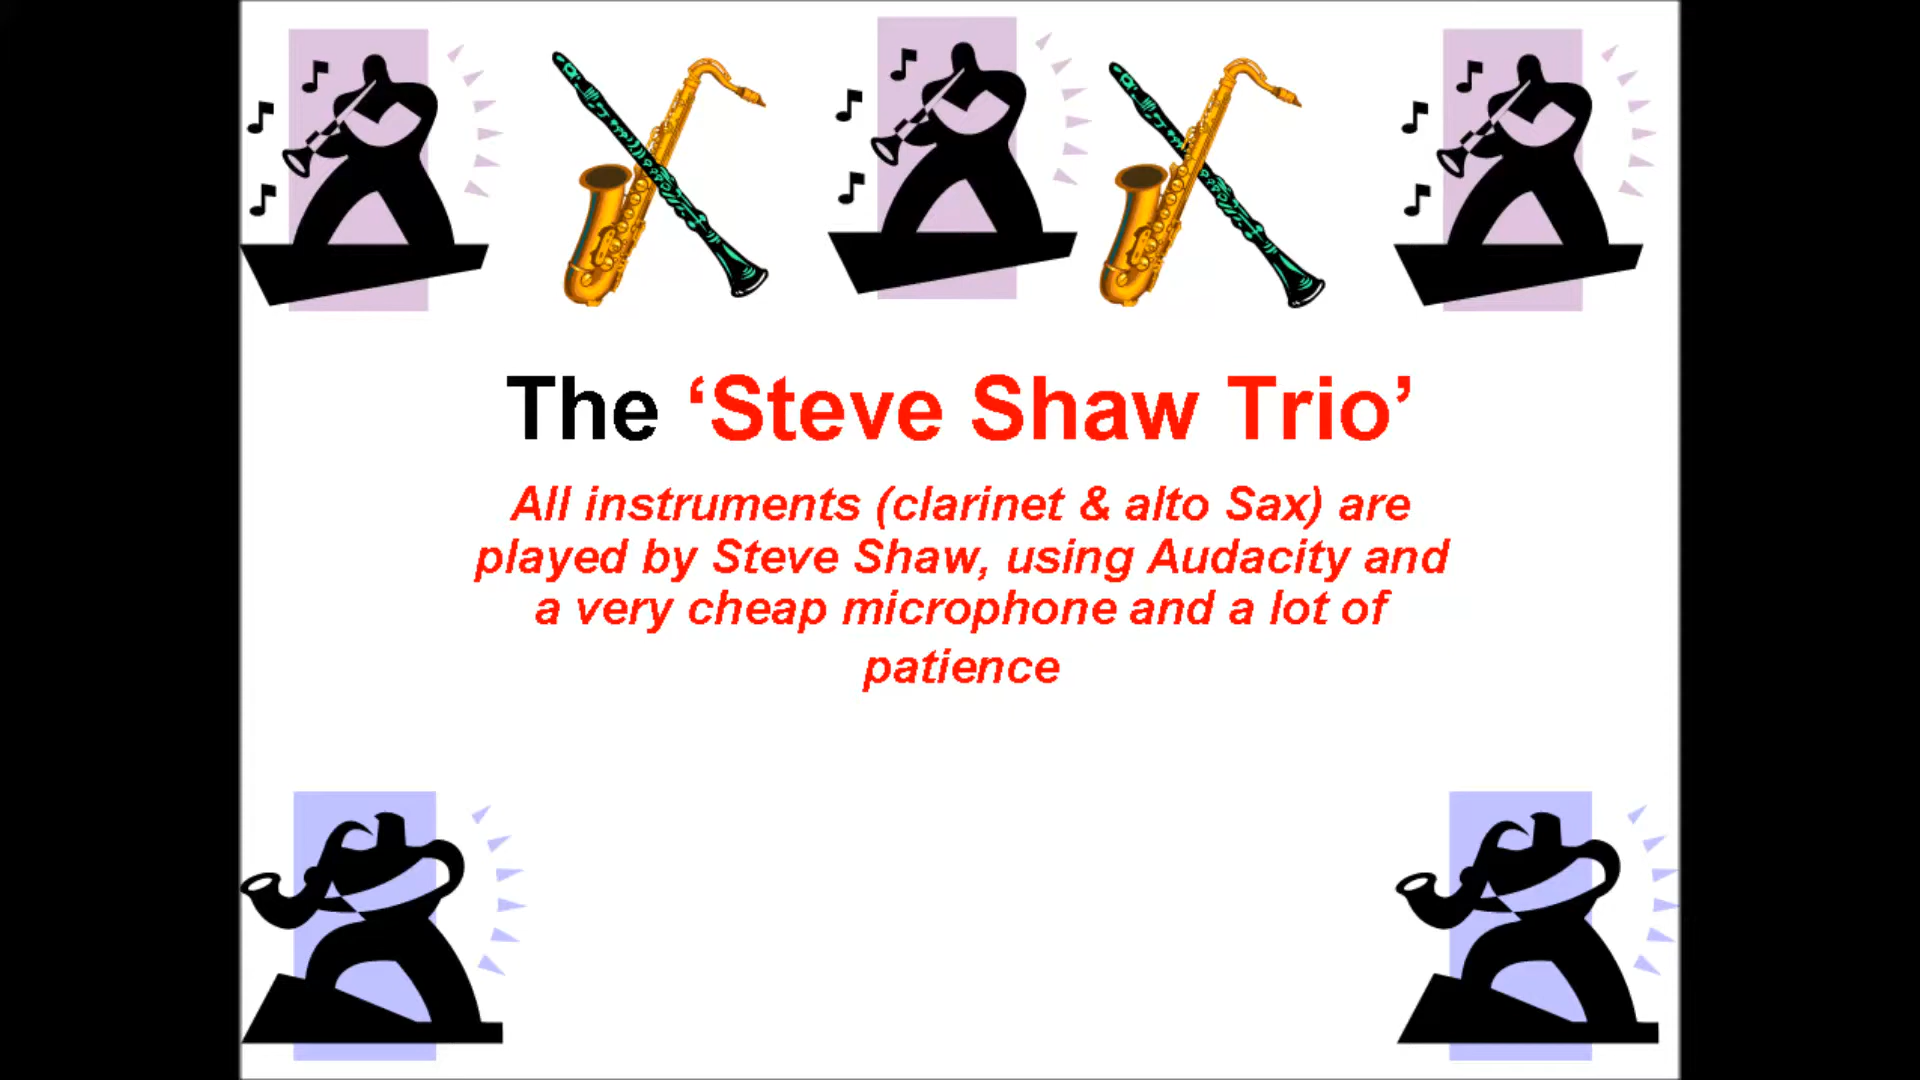 The ‘Steve Shaw Trio’
All instruments (clarinet & alto Sax) are
played by Steve Shaw, using Audacity and
a very cheap microphone and a lot of
patience